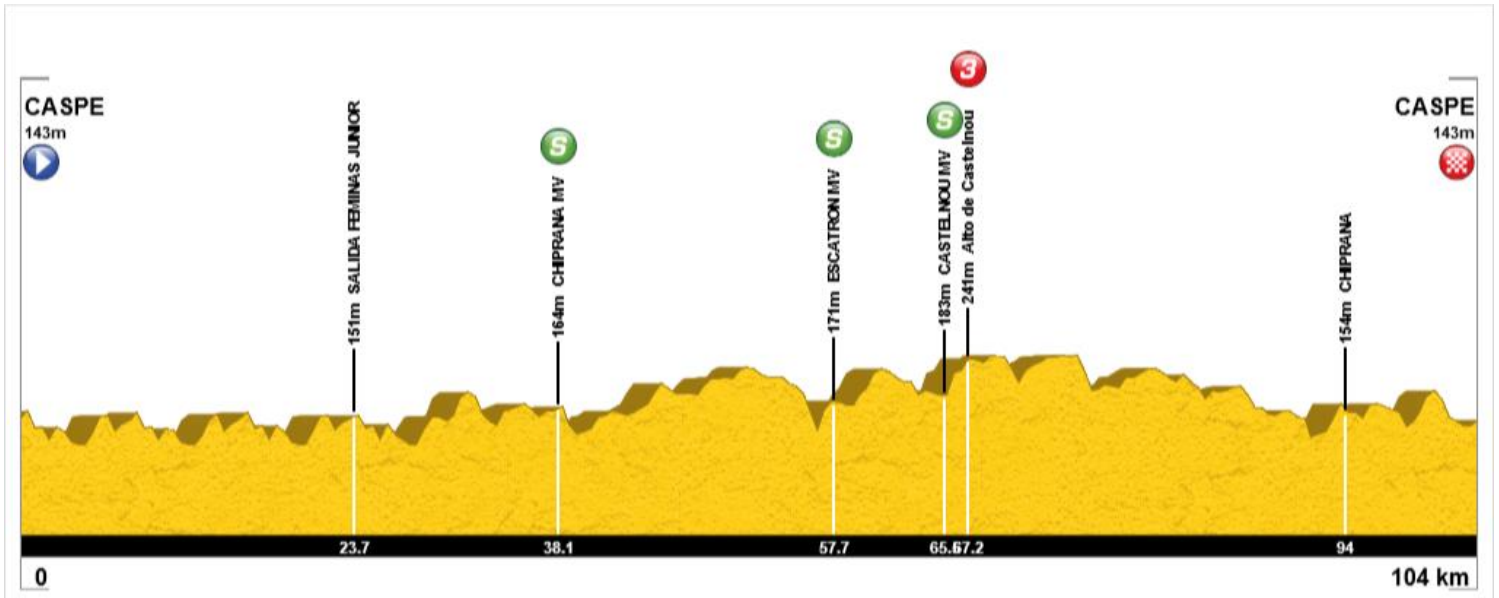 CASPE
143m
151m SALIDA FEMINAS JUNIOR
S
164m CHIPRANA MV
S
171m ESCATRON MV
S
183m CASTELNOU MV
3
241m Alto de Castelnou
154m CHIPRANA
CASPE
143m
23.7
38.1
57.7
65.
67.2
94
0
104 km